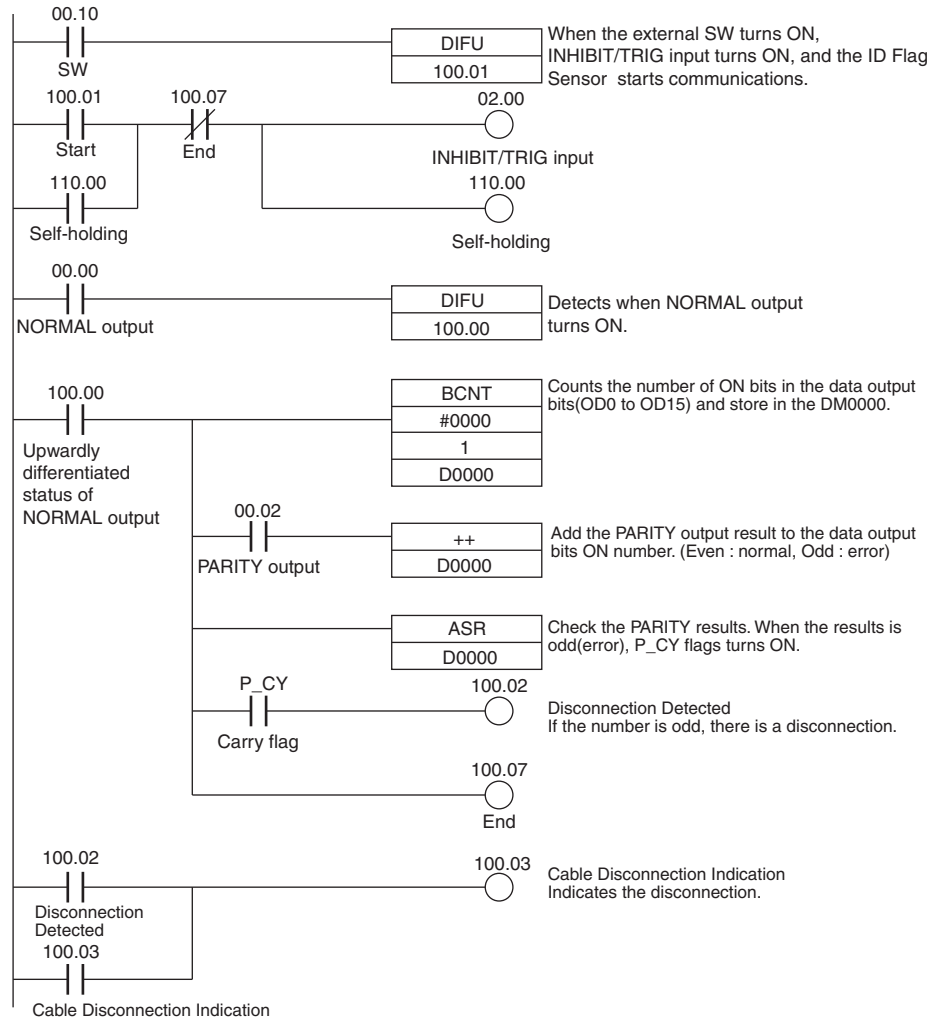 00.10
SW
DIFU
100.01
When the external SW turns ON,
INHIBIT/TRIG input turns ON, and the ID Flag
Sensor starts communications.
100.01
Start
100.07
End
02.00
INHIBIT/TRIG input
110.00
Self-holding
110.00
Self-holding
00.00
NORMAL output
DIFU
100.00
Detects when NORMAL output
turns ON.
100.00
Upwardly
differentiated
status of
NORMAL output
BCNT
#0000
1
D0000
Counts the number of ON bits in the data output
bits(OD0 to OD15) and store in the DM0000.
00.02
PARITY output
++
D0000
Add the PARITY output result to the data output
bits ON number. (Even : normal, Odd : error)
ASR
D0000
Check the PARITY results. When the results is
odd(error), P_CY flags turns ON.
P_CY
Carry flag
100.02
Disconnection Detected
If the number is odd, there is a disconnection.
100.07
End
100.02
Disconnection
Detected
100.03
Cable Disconnection Indication
Indicates the disconnection.
100.03
Cable Disconnection Indication